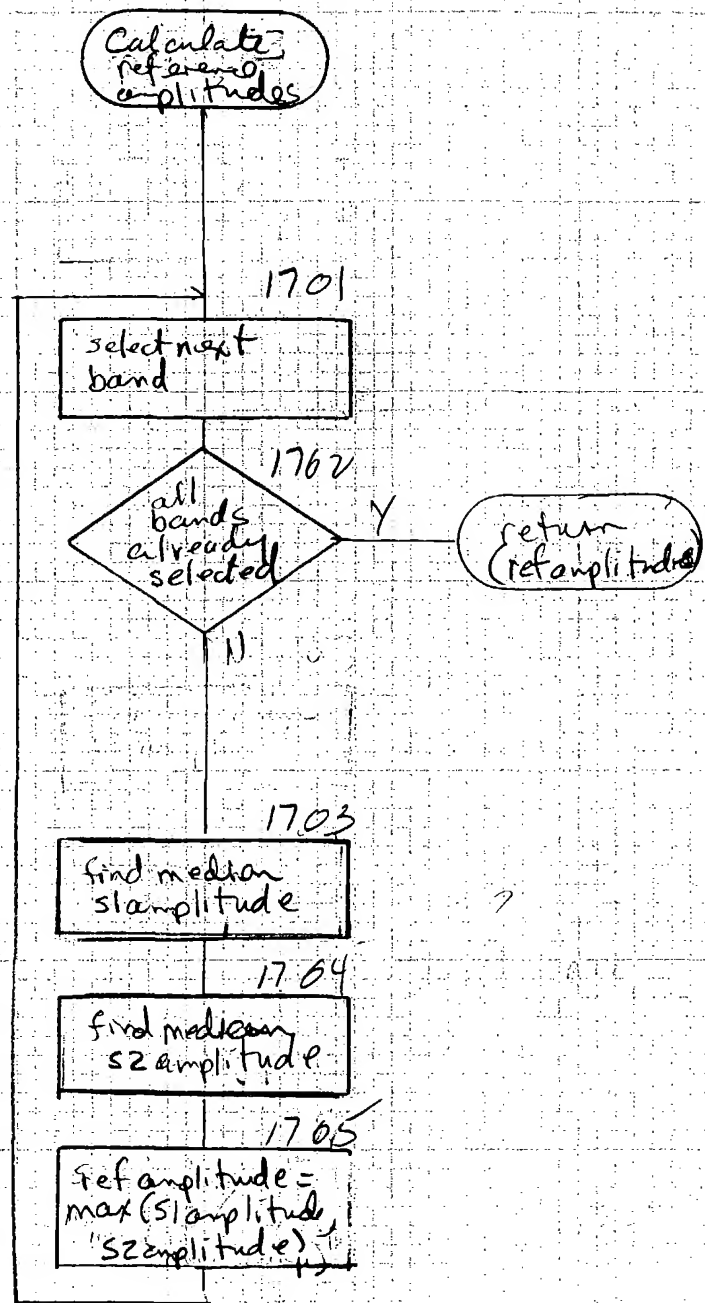 Calculate
reference
amplitudes
1701
select next
band
1702
all
bands
already
selected
Y
return
(refamplitudes)
N
1703
find median
s1amplitude
1704
find median
s2amplitude
1705
refamplitude =
max(s1amplitude,
s2amplitude)